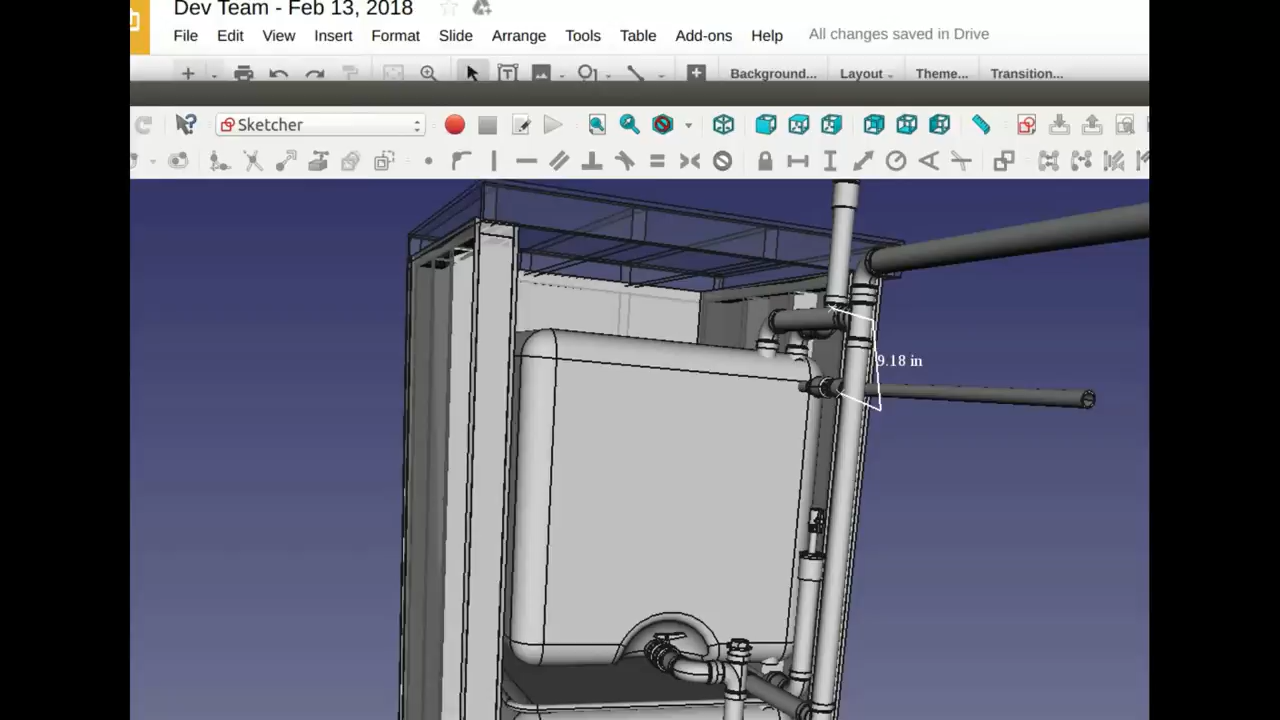 Dev Team - Feb 13, 2018
File Edit View Insert Format Slide Arrange Tools Table Add-ons Help All changes saved in Drive
Background... Layout Theme... Transition...
Sketcher
9.18 in